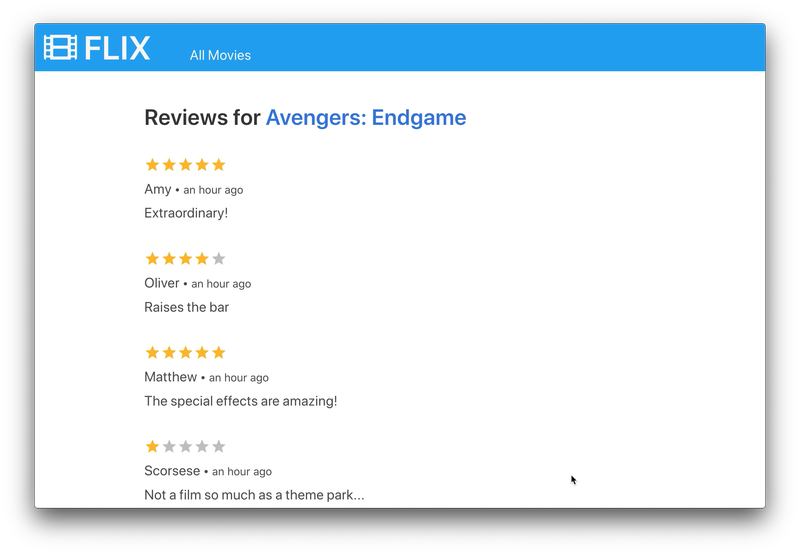 FLIX All Movies
Reviews for Avengers: Endgame
Amy • an hour ago
Extraordinary!
Oliver • an hour ago
Raises the bar
Matthew • an hour ago
The special effects are amazing!
Scorsese • an hour ago
Not a film so much as a theme park...